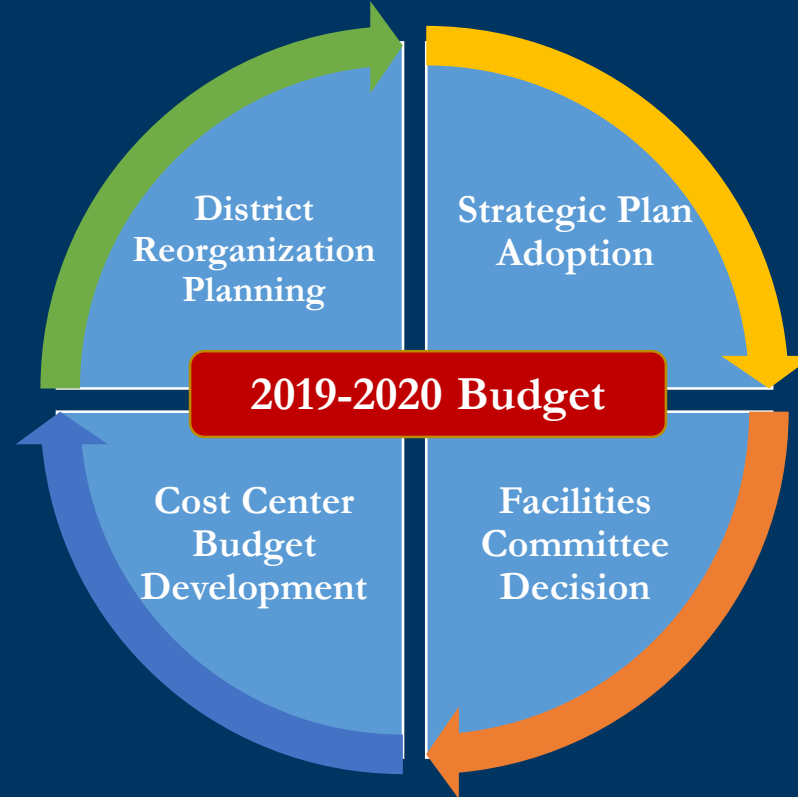 District
Reorganization
Planning
Strategic Plan
Adoption
2019-2020 Budget
Cost Center
Budget
Development
Facilities
Committee
Decision